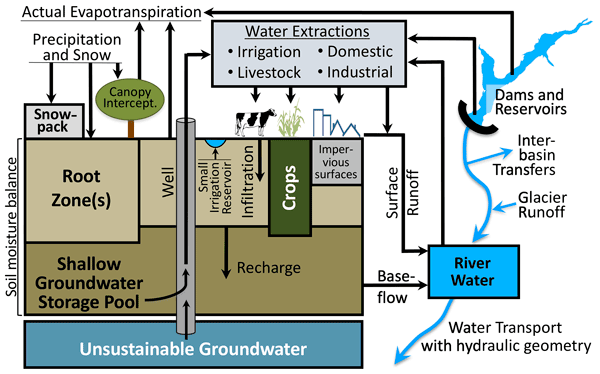 Actual Evapotranspiration
Precipitation
and Snow
Canopy
Intercept.
Snow-
pack
Water Extractions
• Irrigation
• Domestic
• Livestock
• Industrial
Dams and
Reservoirs
Inter-
basin
Transfers
Glacier
Runoff
Soil moisture balance
Root
Zone(s)
Well
Small
Irrigation
Reservoir
Infiltration
Crops
Imper-
vious
surfaces
Surface
Runoff
Shallow
Groundwater
Storage Pool
Recharge
Base-
flow
River
Water
Unsustainable Groundwater
Water Transport
with hydraulic geometry